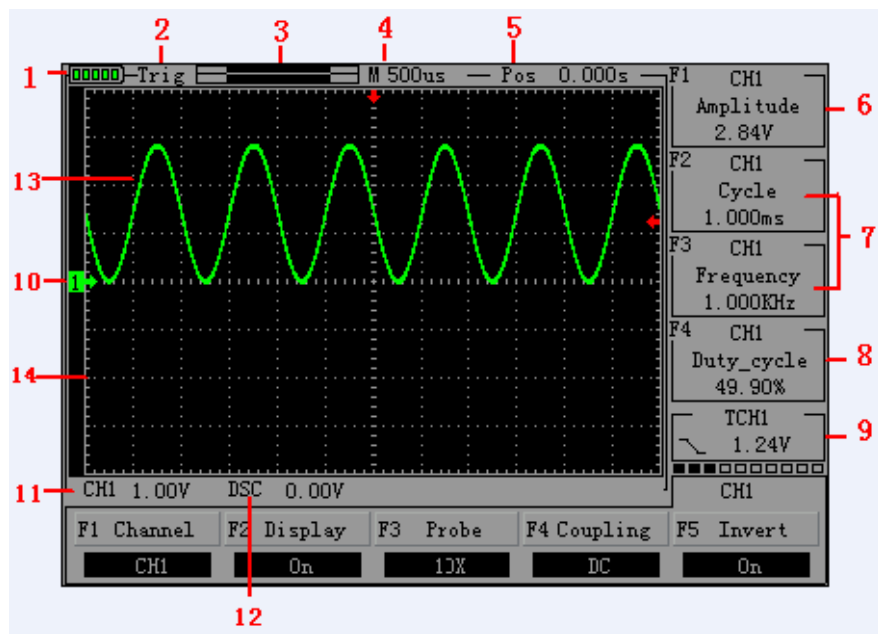 2 3 4 5
1 Trig M 500us Pos 0.000s
F1 CH1
Amplitude
2.84V
6
F2 CH1
Cycle
1.000ms
7
F3 CH1
Frequency
1.000KHz
F4 CH1
Duty_cycle
49.90%
8
TCH1
1.24V
9
13
10 1
14
11 CH1 1.00V DSC 0.00V CH1
F1 Channel F2 Display F3 Probe F4 Coupling F5 Invert
CH1 On 10X DC On
12